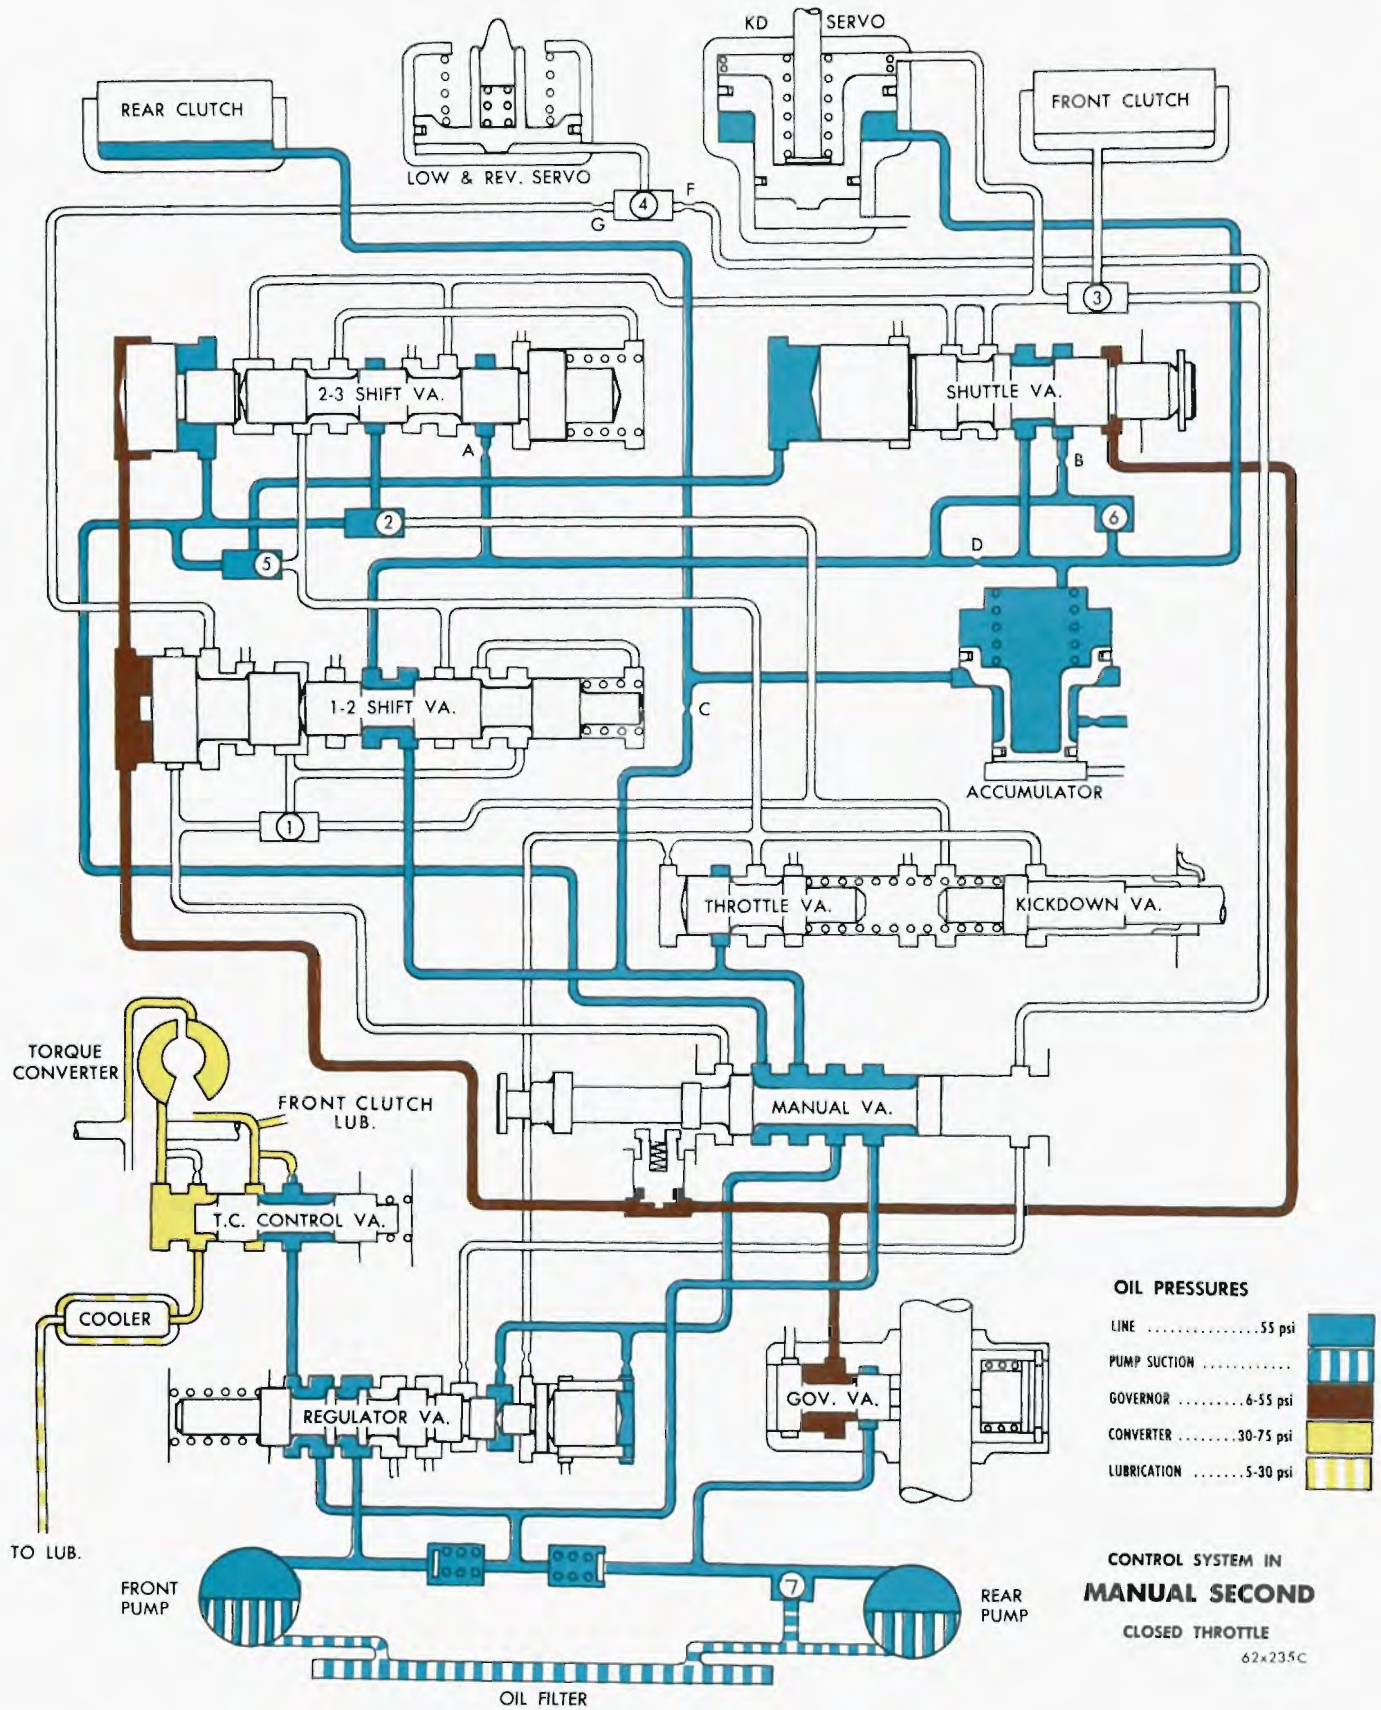 KD SERVO
REAR CLUTCH
FRONT CLUTCH
LOW & REV. SERVO
4
F
G
3
2-3 SHIFT VA.
SHUTTLE VA.
A
B
2
6
5
D
1-2 SHIFT VA.
C
ACCUMULATOR
1
THROTTLE VA.
KICKDOWN VA.
TORQUE
CONVERTER
FRONT CLUTCH
LUB.
MANUAL VA.
T.C. CONTROL VA.
COOLER
OIL PRESSURES
LINE ...............55 psi
PUMP SUCTION ............
GOVERNOR .........6-55 psi
CONVERTER ........30-75 psi
LUBRICATION .......5-30 psi
REGULATOR VA.
GOV. VA.
TO LUB.
FRONT
PUMP
7
REAR
PUMP
CONTROL SYSTEM IN
MANUAL SECOND
CLOSED THROTTLE
62x235C
OIL FILTER